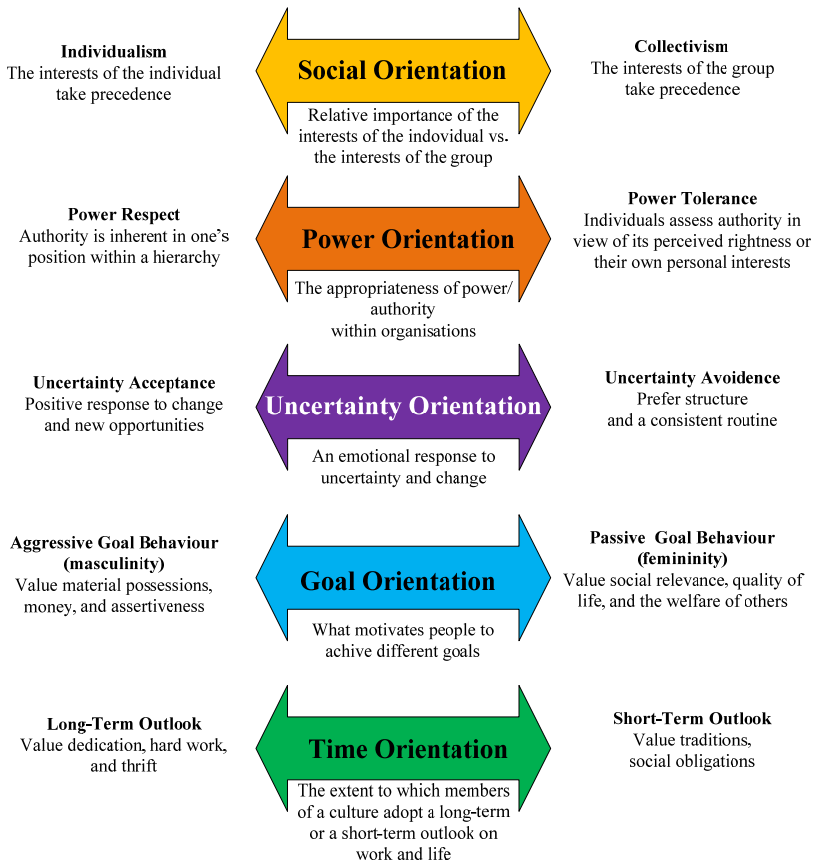 Individualism
The interests of the individual
take precedence
Social Orientation
Relative importance of the
interests of the indovidual vs.
the interests of the group
Collectivism
The interests of the group
take precedence
Power Respect
Authority is inherent in one’s
position within a hierarchy
Power Orientation
The appropriateness of power/
authority
within organisations
Power Tolerance
Individuals assess authority in
view of its perceived rightness or
their own personal interests
Uncertainty Acceptance
Positive response to change
and new opportunities
Uncertainty Orientation
An emotional response to
uncertainty and change
Uncertainty Avoidence
Prefer structure
and a consistent routine
Aggressive Goal Behaviour
(masculinity)
Value material possessions,
money, and assertiveness
Goal Orientation
What motivates people to
achive different goals
Passive Goal Behaviour
(femininity)
Value social relevance, quality of
life, and the welfare of others
Long-Term Outlook
Value dedication, hard work,
and thrift
Time Orientation
The extent to which members
of a culture adopt a long-term
or a short-term outlook on
work and life
Short-Term Outlook
Value traditions,
social obligations